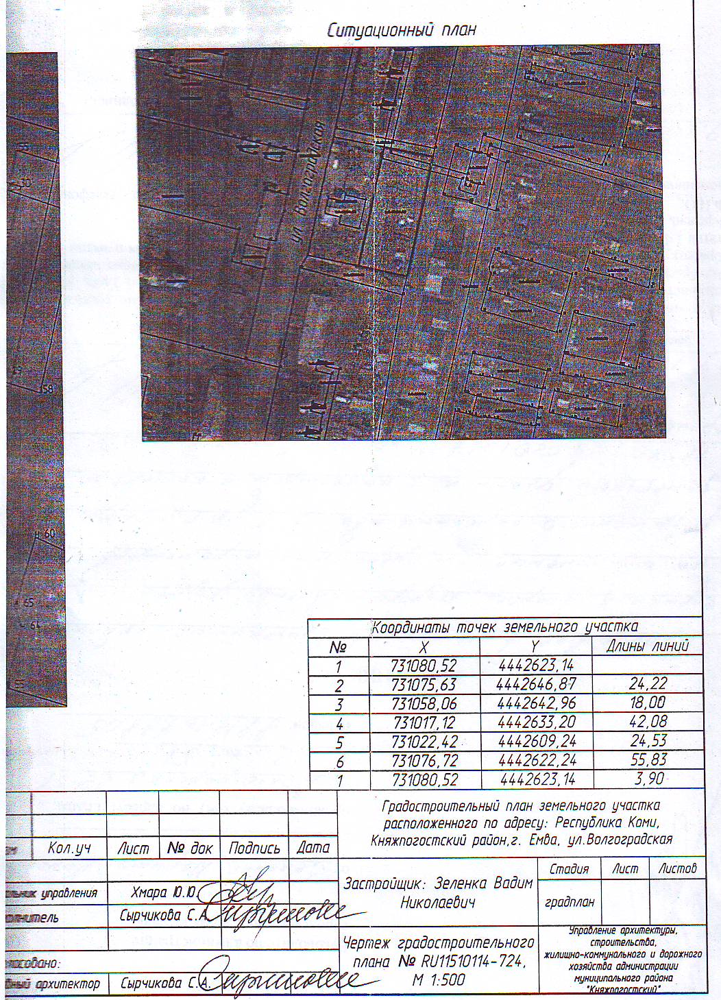 Ситуационный план
ул. Волгоградская
58
60
65
64
Координаты точек земельного участка
№ X Y Длины линий
1 731080,52 4442623,14
2 731075,63 4442646,87 24,22
3 731058,06 4442642,96 18,00
4 731017,12 4442633,20 42,08
5 731022,42 4442609,24 24,53
6 731076,72 4442622,24 55,83
1 731080,52 4442623,14 3,90
Градостроительный план земельного участка
расположенного по адресу: Республика Коми,
Княжпогостский район,г. Емва, ул.Волгоградская
Кол.уч Лист № док Подпись Дата
Застройщик: Зеленка Вадим
Николаевич
Стадия Лист Листов
градплан
управления Хмара Ю.Ю.
Сырчикова С.А.
Чертеж градостроительного
плана № RU11510114-724,
М 1:500
Управление архитектуры,
строительства,
жилищно-коммунального и дорожного
хозяйства администрации
муниципального района
"Княжпогостский"
архитектор Сырчикова С.А.